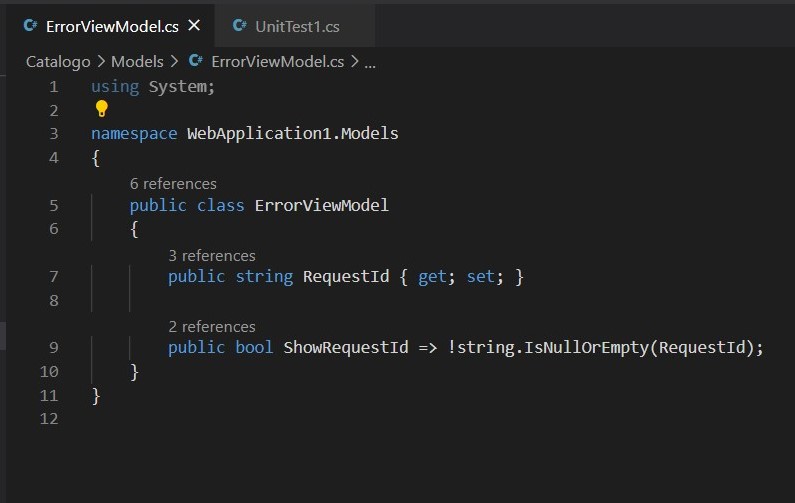 C# ErrorViewModel.cs × C# UnitTest1.cs
Catalogo > Models > C# ErrorViewModel.cs > ...
1 using System;
2
3 namespace WebApplication1.Models
4 {
6 references
5 public class ErrorViewModel
6 {
3 references
7 public string RequestId { get; set; }
8
2 references
9 public bool ShowRequestId => !string.IsNullOrEmpty(RequestId);
10 }
11 }
12